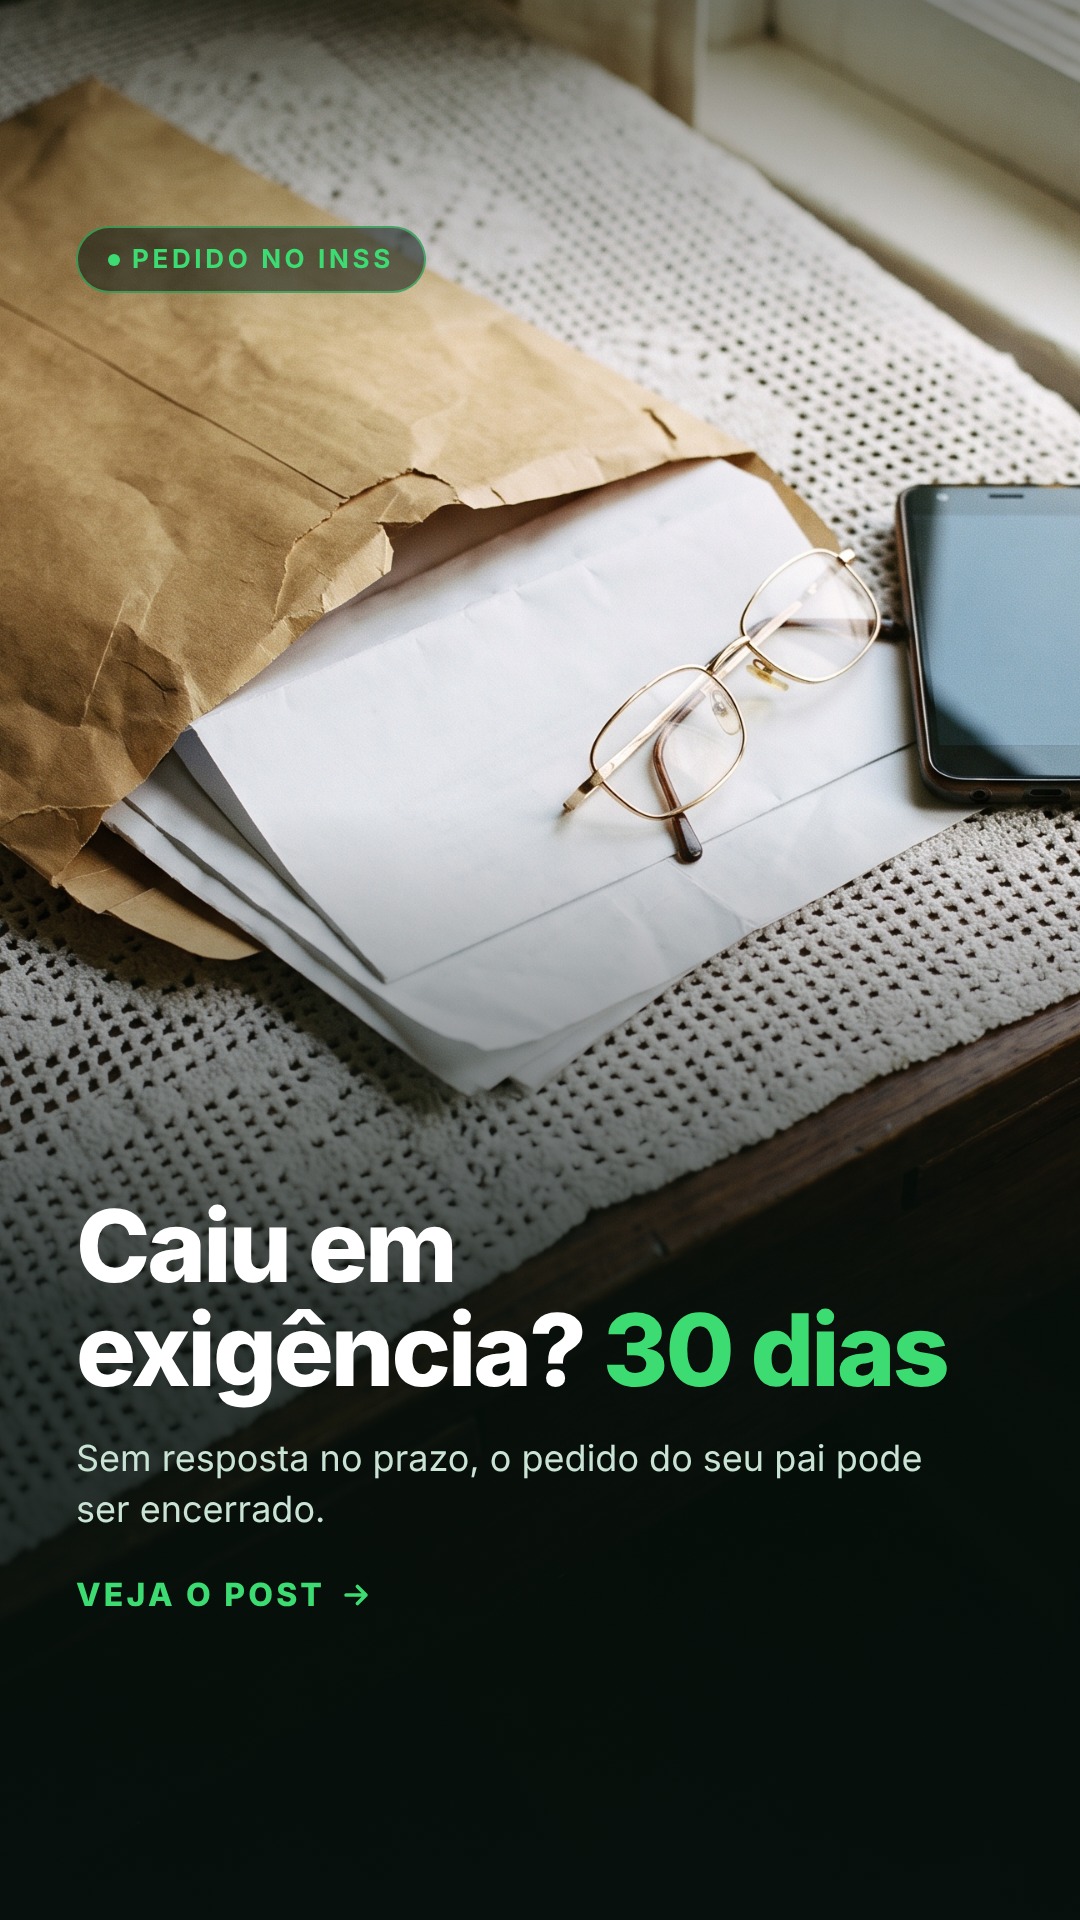 PEDIDO NO INSS
Caiu em
exigência? 30 dias
Sem resposta no prazo, o pedido do seu pai pode
ser encerrado.
VEJA O POST →